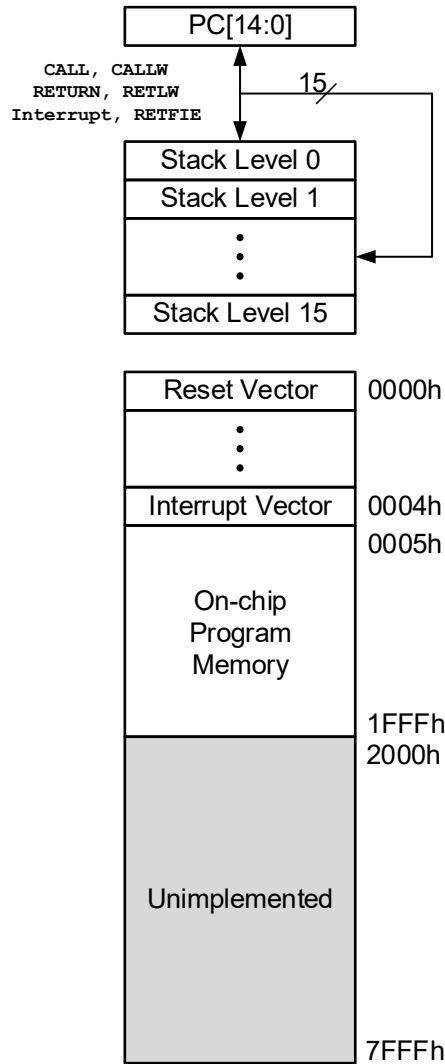 PC[14:0]
CALL, CALLW
RETURN, RETLW
Interrupt, RETFIE
15
Stack Level 0
Stack Level 1
Stack Level 15
Reset Vector 0000h
Interrupt Vector 0004h
0005h
On-chip
Program
Memory
1FFFh
2000h
Unimplemented
7FFFh